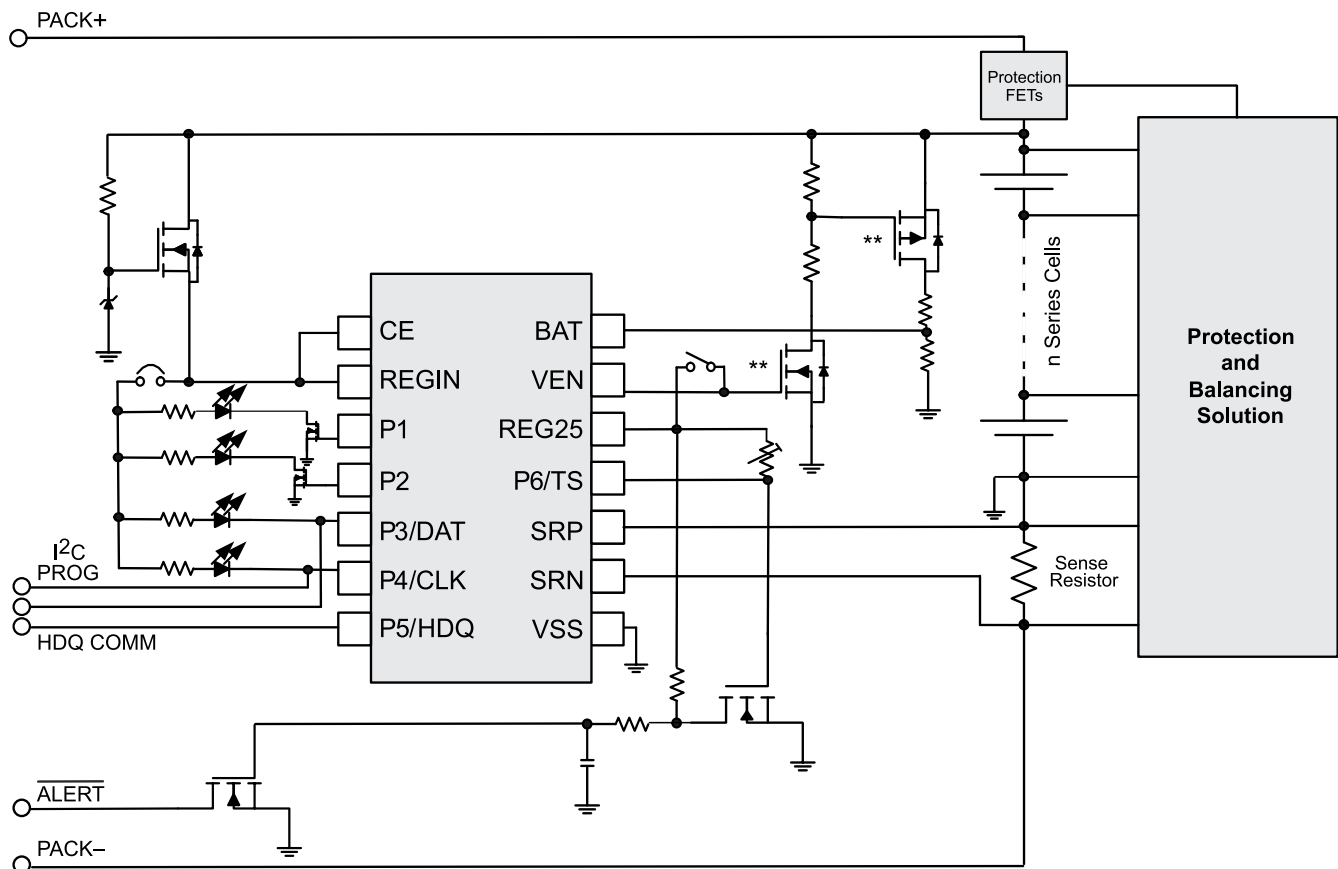 PACK+
Protection
FETs
**
n Series Cells
Protection
and
Balancing
Solution
CE
BAT
**
REGIN
VEN
P1
REG25
P2
P6/TS
P3/DAT
SRP
I²C
PROG
P4/CLK
SRN
Sense
Resistor
P5/HDQ
VSS
HDQ COMM
ALERT
PACK–